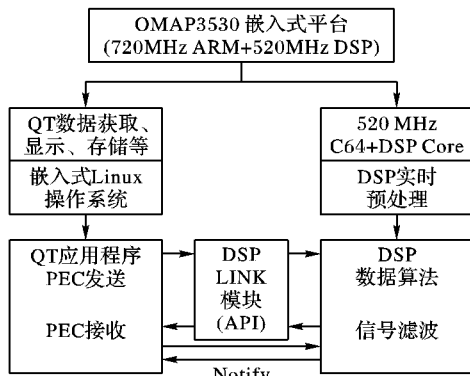 OMAP3530 嵌入式平台
(720MHz ARM+520MHz DSP)
QT数据获取、
显示、存储等
嵌入式Linux
操作系统
520 MHz
C64+DSP Core
DSP实时
预处理
QT应用程序
PEC发送
PEC接收
DSP
LINK
模块
(API)
DSP
数据算法
信号滤波
Notify